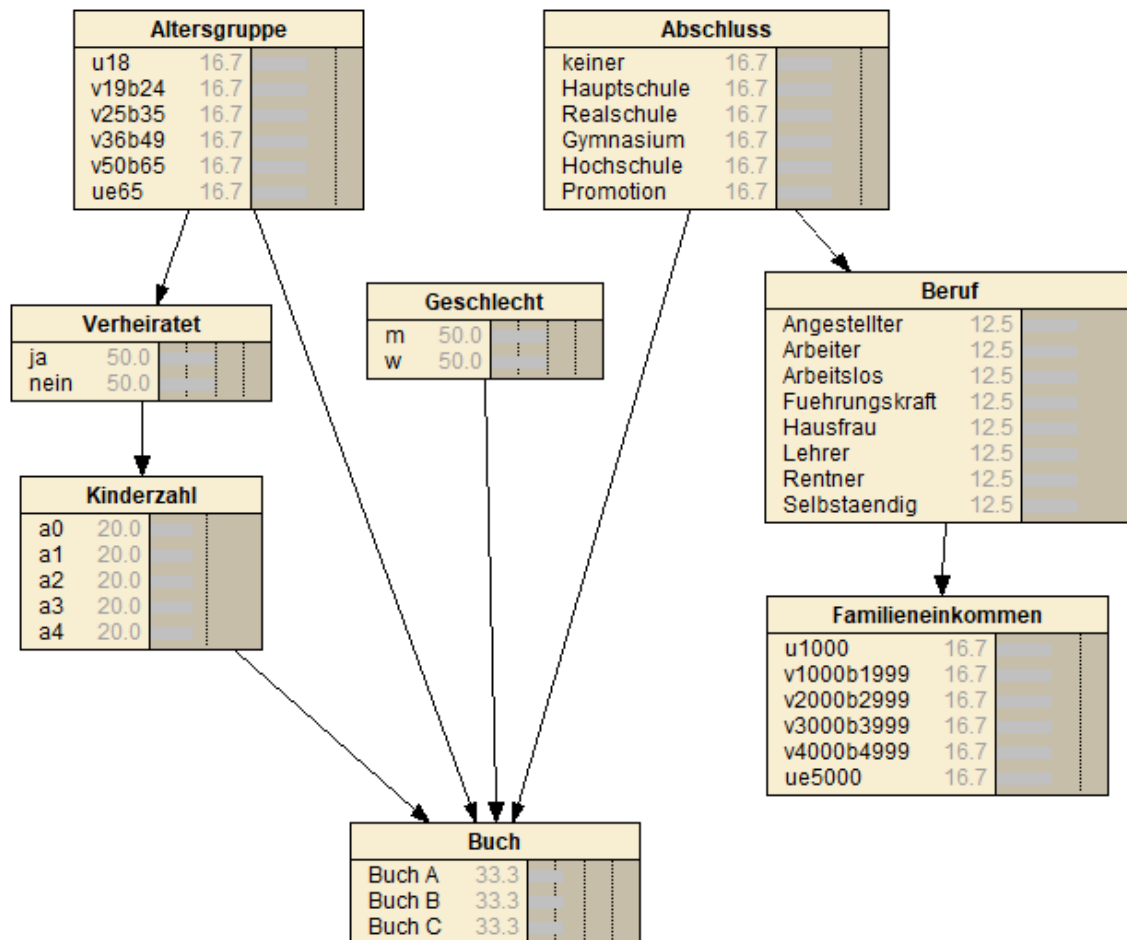 Altersgruppe
u18 16.7
v19b24 16.7
v25b35 16.7
v36b49 16.7
v50b65 16.7
ue65 16.7
Abschluss
keiner 16.7
Hauptschule 16.7
Realschule 16.7
Gymnasium 16.7
Hochschule 16.7
Promotion 16.7
Verheiratet
ja 50.0
nein 50.0
Geschlecht
m 50.0
w 50.0
Beruf
Angestellter 12.5
Arbeiter 12.5
Arbeitslos 12.5
Fuehrungskraft 12.5
Hausfrau 12.5
Lehrer 12.5
Rentner 12.5
Selbstaendig 12.5
Kinderzahl
a0 20.0
a1 20.0
a2 20.0
a3 20.0
a4 20.0
Familieneinkommen
u1000 16.7
v1000b1999 16.7
v2000b2999 16.7
v3000b3999 16.7
v4000b4999 16.7
ue5000 16.7
Buch
Buch A 33.3
Buch B 33.3
Buch C 33.3